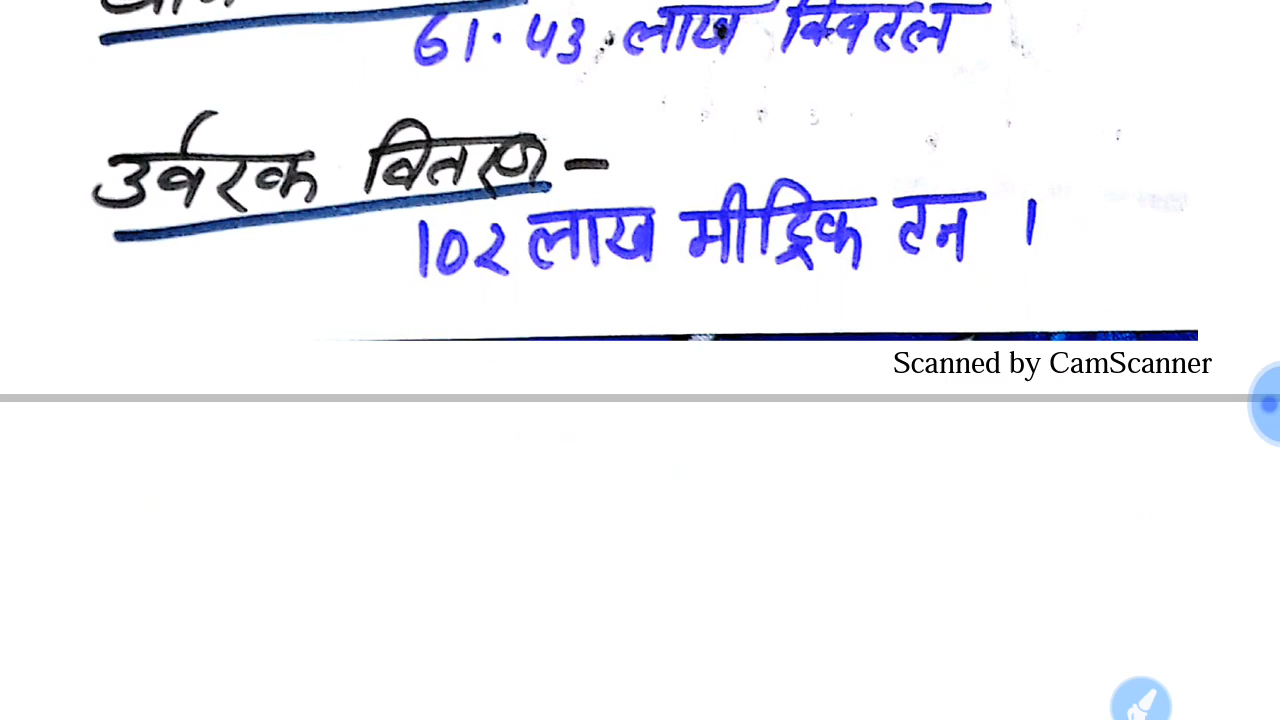 61.43 लाख क्विंटल
उर्वरक वितरण -
102 लाख मीट्रिक टन ।
Scanned by CamScanner